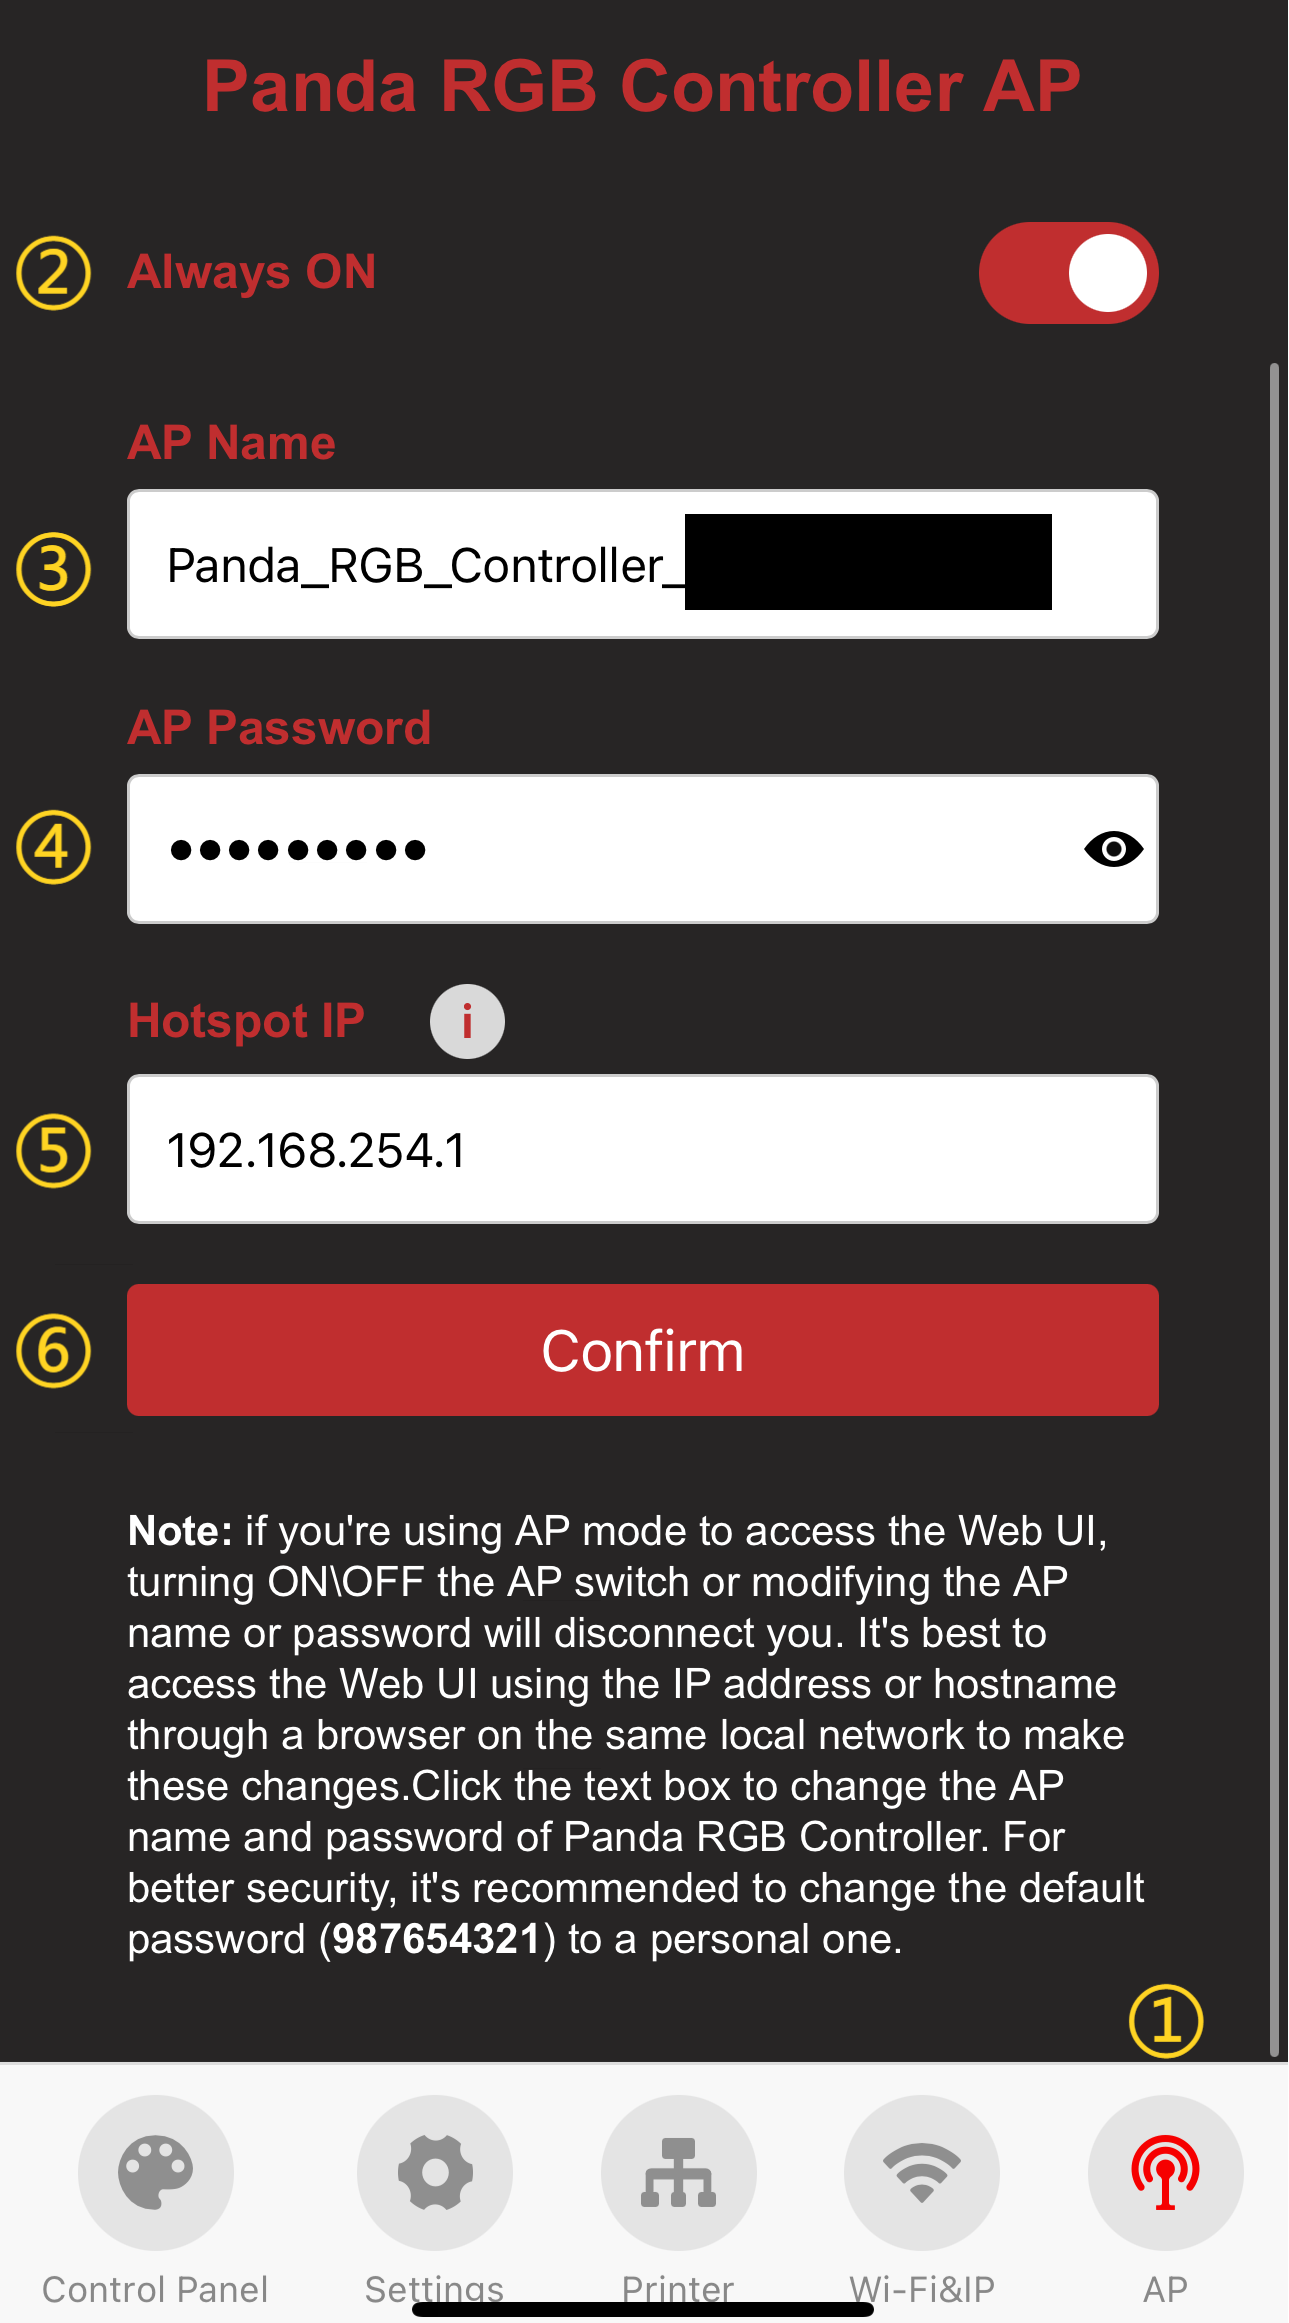 Panda RGB Controller AP
② Always ON
AP Name
③ Panda_RGB_Controller_
AP Password
④ •••••••••
Hotspot IP i
⑤ 192.168.254.1
⑥ Confirm
Note: if you're using AP mode to access the Web UI,
turning ON\OFF the AP switch or modifying the AP
name or password will disconnect you. It's best to
access the Web UI using the IP address or hostname
through a browser on the same local network to make
these changes.Click the text box to change the AP
name and password of Panda RGB Controller. For
better security, it's recommended to change the default
password (987654321) to a personal one.
①
Control Panel Settings Printer Wi-Fi&IP AP